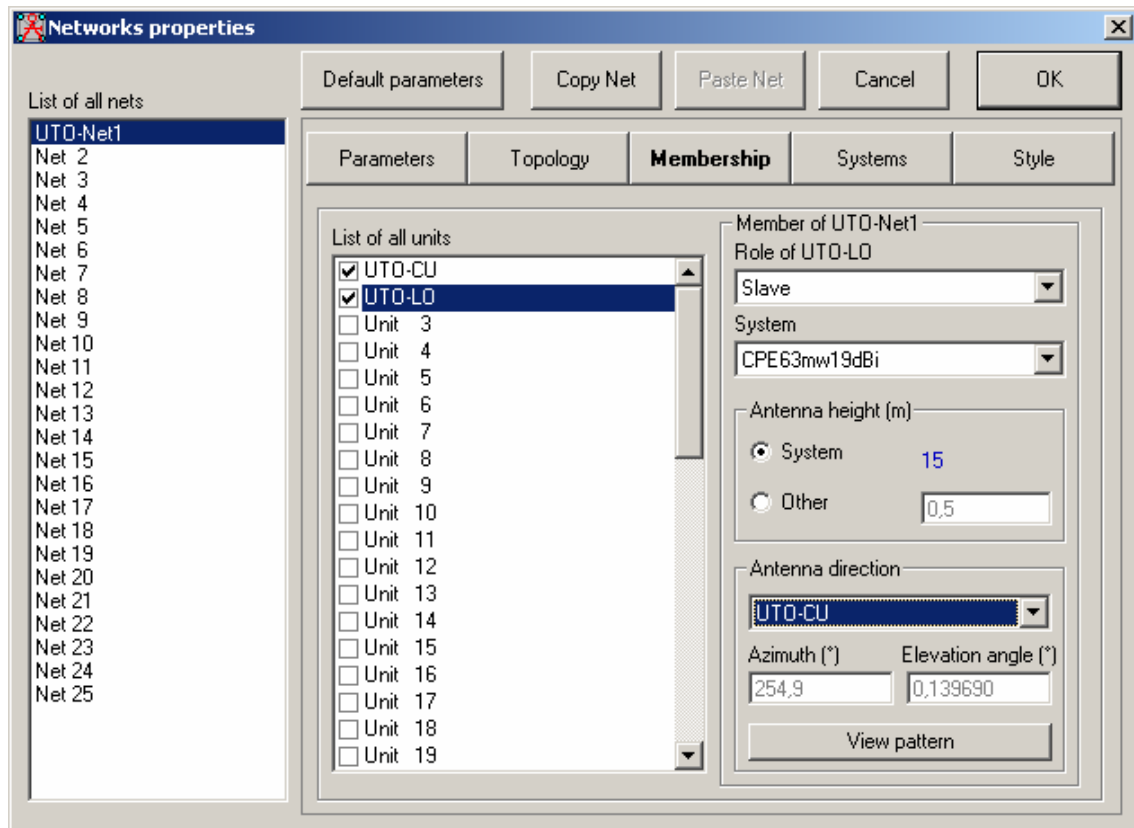 Networks properties
Default parameters
Copy Net
Paste Net
Cancel
OK
List of all nets
UTO-Net1
Net 2
Net 3
Net 4
Net 5
Net 6
Net 7
Net 8
Net 9
Net 10
Net 11
Net 12
Net 13
Net 14
Net 15
Net 16
Net 17
Net 18
Net 19
Net 20
Net 21
Net 22
Net 23
Net 24
Net 25
Parameters
Topology
Membership
Systems
Style
List of all units
UTO-CU
UTO-LO
Unit 3
Unit 4
Unit 5
Unit 6
Unit 7
Unit 8
Unit 9
Unit 10
Unit 11
Unit 12
Unit 13
Unit 14
Unit 15
Unit 16
Unit 17
Unit 18
Unit 19
Member of UTO-Net1
Role of UTO-LO
Slave
System
CPE63mw19dBi
Antenna height (m)
System 15
Other 0,5
Antenna direction
UTO-CU
Azimuth (°) Elevation angle (°)
254,9 0,139690
View pattern